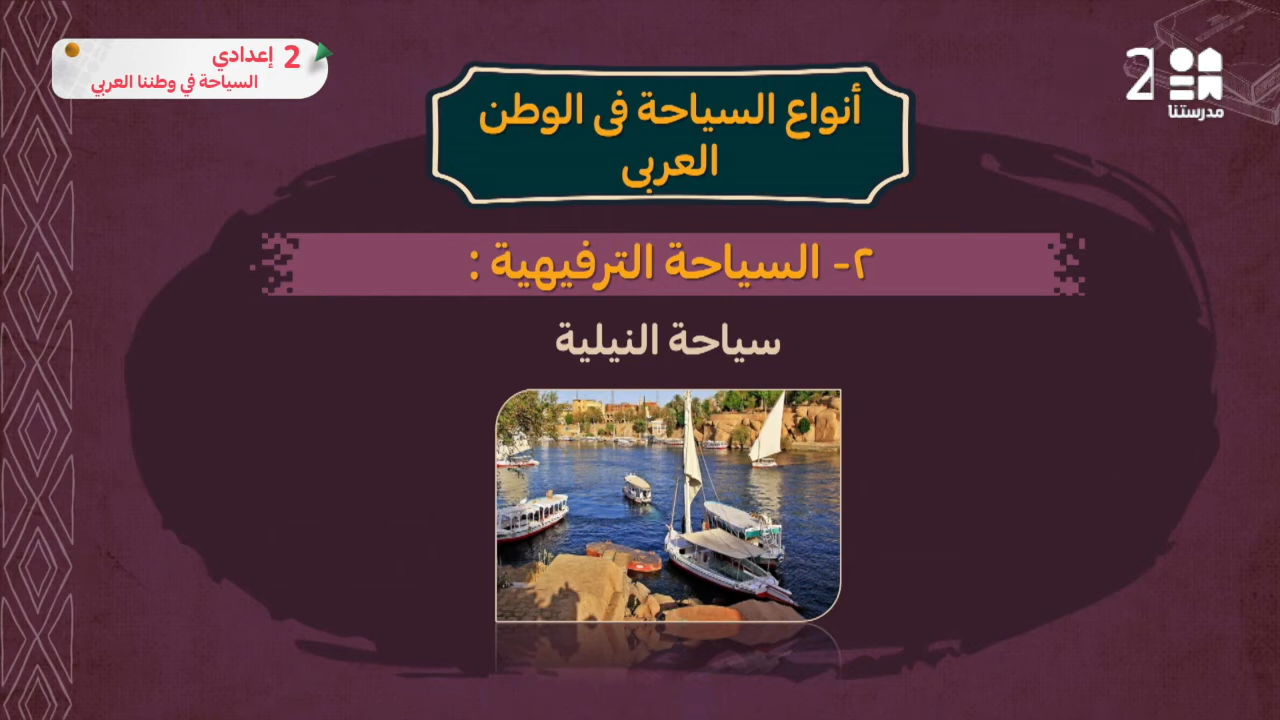 2 إعدادي
السياحة في وطننا العربي
2
مدرستنا
أنواع السياحة فى الوطن
العربى
٢- السياحة الترفيهية :
سياحة النيلية